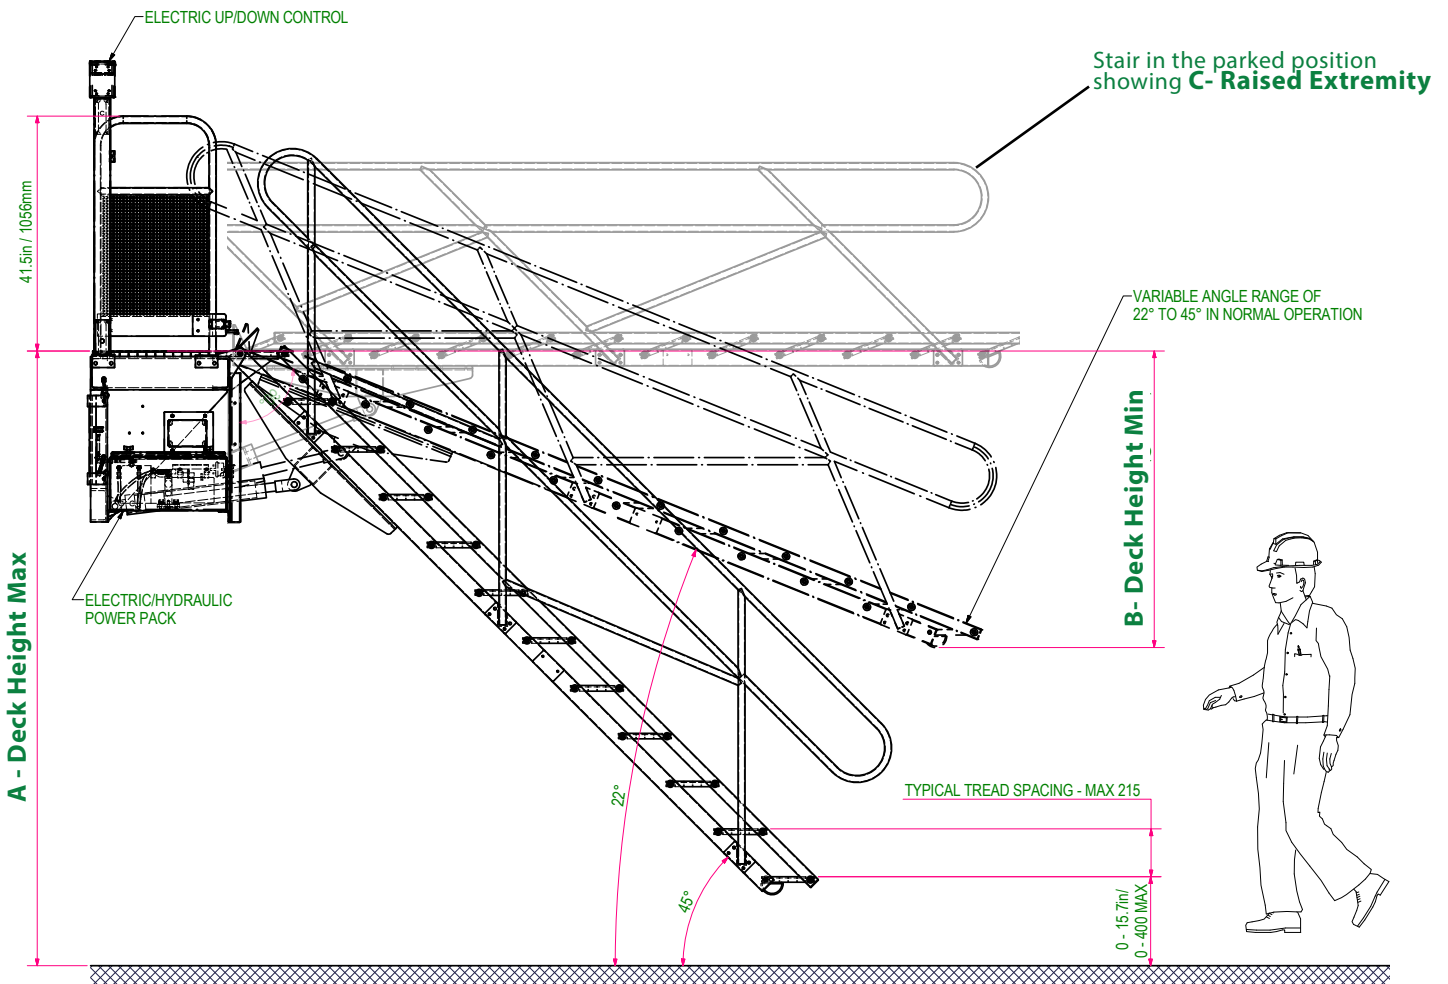 ELECTRIC UP/DOWN CONTROL
Stair in the parked position
showing C- Raised Extremity
41.5in / 1056mm
VARIABLE ANGLE RANGE OF
22° TO 45° IN NORMAL OPERATION
B- Deck Height Min
A - Deck Height Max
ELECTRIC/HYDRAULIC
POWER PACK
22°
45°
TYPICAL TREAD SPACING - MAX 215
0 - 15.7in/
0 - 400 MAX